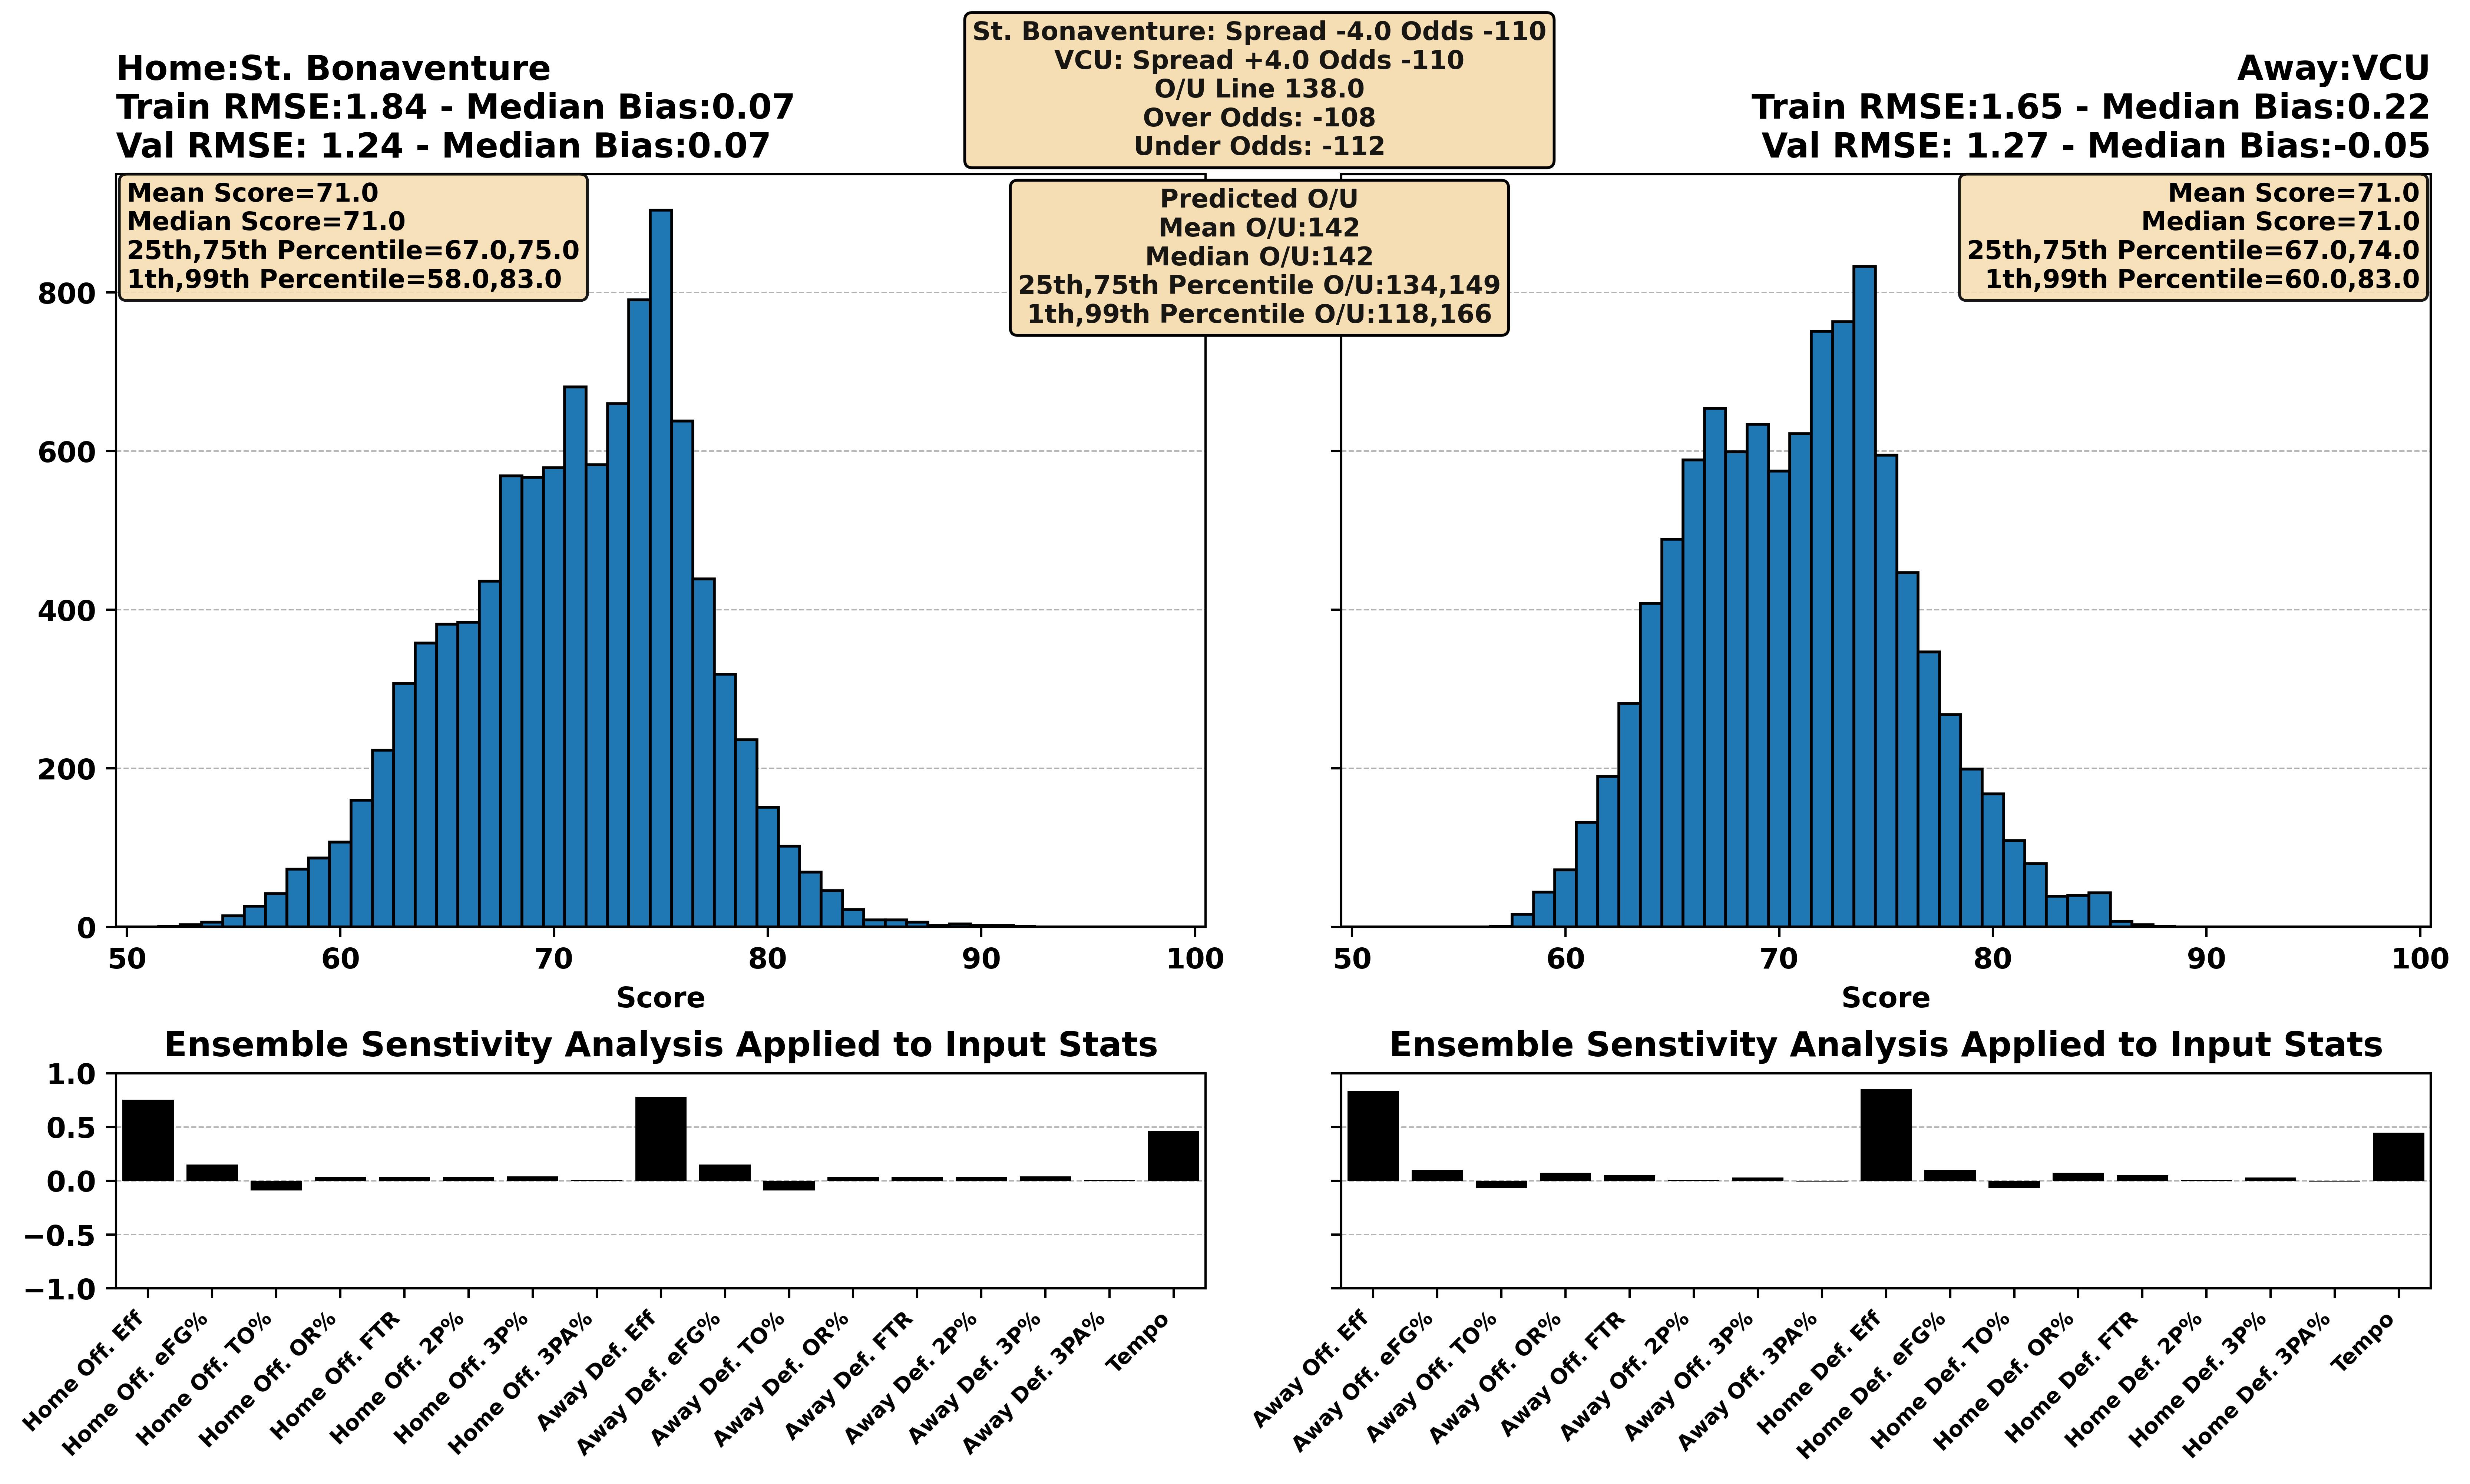 St. Bonaventure: Spread -4.0 Odds -110
VCU: Spread +4.0 Odds -110
O/U Line 138.0
Over Odds: -108
Under Odds: -112
Home:St. Bonaventure
Train RMSE:1.84 - Median Bias:0.07
Val RMSE: 1.24 - Median Bias:0.07
Away:VCU
Train RMSE:1.65 - Median Bias:0.22
Val RMSE: 1.27 - Median Bias:-0.05
Mean Score=71.0
Median Score=71.0
25th,75th Percentile=67.0,75.0
1th,99th Percentile=58.0,83.0
Predicted O/U
Mean O/U:142
Median O/U:142
25th,75th Percentile O/U:134,149
1th,99th Percentile O/U:118,166
Mean Score=71.0
Median Score=71.0
25th,75th Percentile=67.0,74.0
1th,99th Percentile=60.0,83.0
800
600
400
200
0
50 60 70 80 90 100
Score
50 60 70 80 90 100
Score
Ensemble Senstivity Analysis Applied to Input Stats
1.0
0.5
0.0
−0.5
−1.0
Home Off. Eff
Home Off. eFG%
Home Off. TO%
Home Off. OR%
Home Off. FTR
Home Off. 2P%
Home Off. 3P%
Home Off. 3PA%
Away Def. Eff
Away Def. eFG%
Away Def. TO%
Away Def. OR%
Away Def. FTR
Away Def. 2P%
Away Def. 3P%
Away Def. 3PA%
Tempo
Ensemble Senstivity Analysis Applied to Input Stats
Away Off. Eff
Away Off. eFG%
Away Off. TO%
Away Off. OR%
Away Off. FTR
Away Off. 2P%
Away Off. 3P%
Away Off. 3PA%
Home Def. Eff
Home Def. eFG%
Home Def. TO%
Home Def. OR%
Home Def. FTR
Home Def. 2P%
Home Def. 3P%
Home Def. 3PA%
Tempo